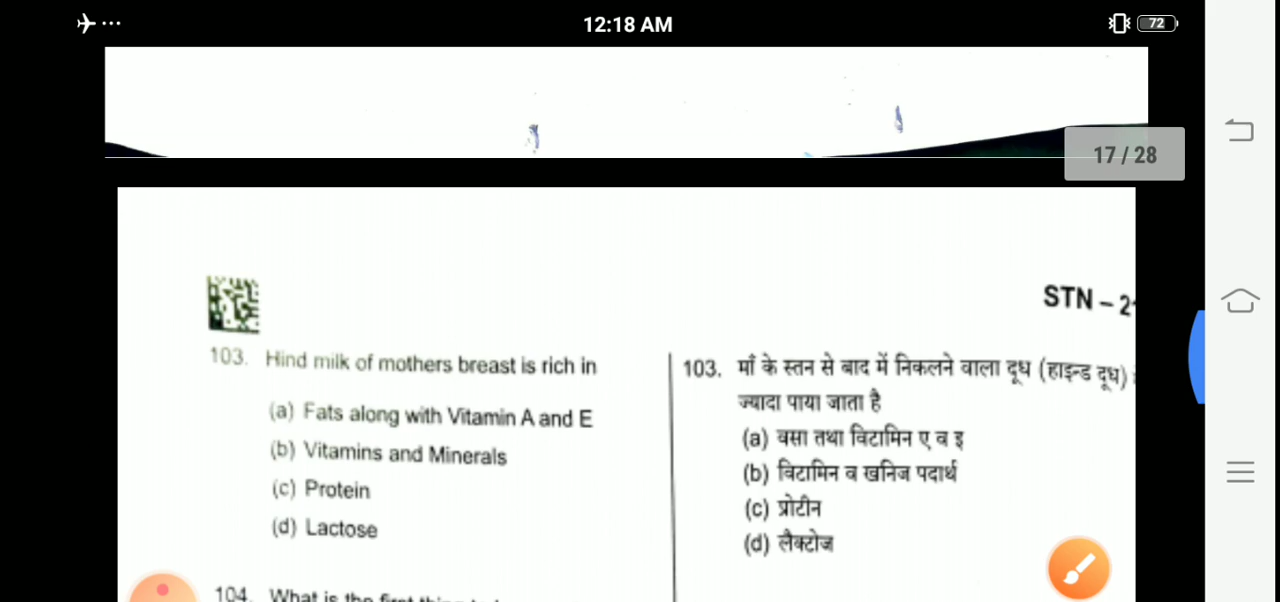 12:18 AM
72
17 / 28
STN – 2
103. Hind milk of mothers breast is rich in
(a) Fats along with Vitamin A and E
(b) Vitamins and Minerals
(c) Protein
(d) Lactose
104. What is the first thing
103. माँ के स्तन से बाद में निकलने वाला दूध (हाइन्ड दूध)
ज्यादा पाया जाता है
(a) वसा तथा विटामिन ए व इ
(b) विटामिन व खनिज पदार्थ
(c) प्रोटीन
(d) लैक्टोज